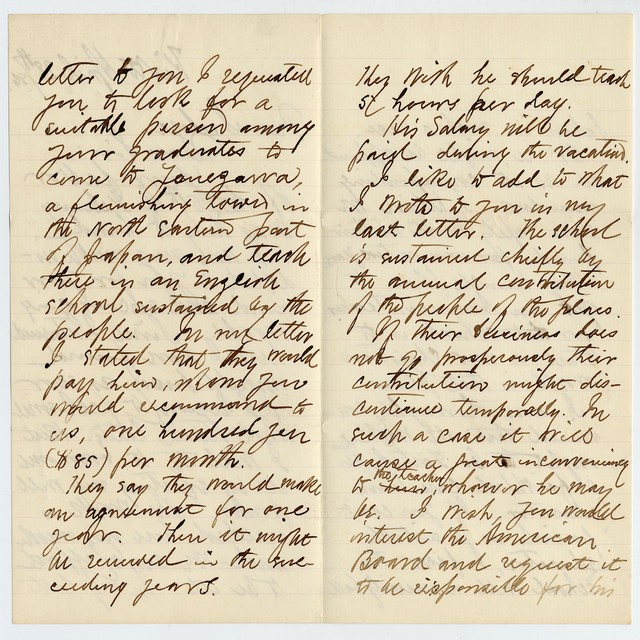 letter to you I requested
you to look for a
suitable person among
your graduates to
come to Yonezawa,
a flourishing town in
the North Eastern part
of Japan, and teach
there in an English
school sustained by the
people. In my letter
I stated that they would
pay him, whom you
would recommend to
us, one hundred yen
($85) per month.
They say they would make
an agreement for one
year. Then it might
be renewed in the suc-
ceeding years.
They wish he should teach
5 hours per day.
His Salary will be
paid during the vacation.
I like to add to what
I wrote to you in my
last letter. The school
is sustained chiefly by
the annual contribution
of the people of the place.
If their business does
not go prosperously their
contribution might dis-
continue temporally. In
such a case it will
cause a great inconveniency
to the teacher, whoever he may
be. I wish, you would
interest the American
Board and request it
to be responsible for his